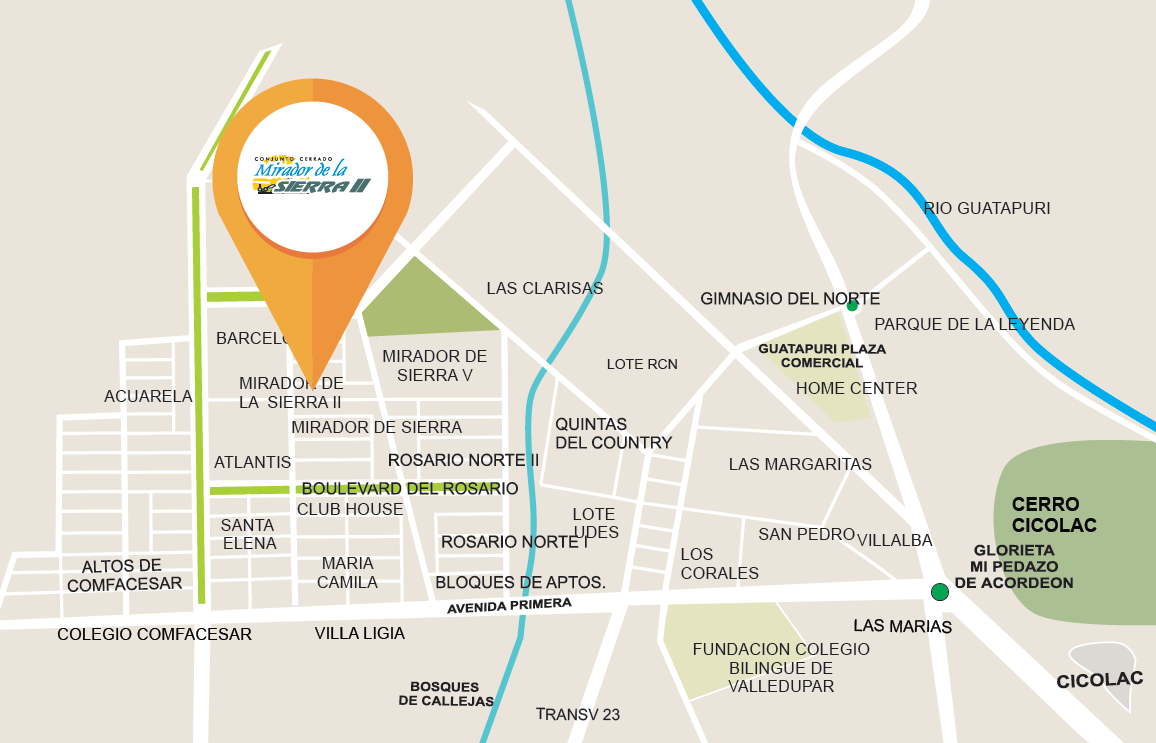 CONJUNTO CERRADO
Mirador de la
SIERRA II
RIO GUATAPURI
LAS CLARISAS
GIMNASIO DEL NORTE
PARQUE DE LA LEYENDA
BARCELO
MIRADOR DE
SIERRA V
GUATAPURI PLAZA
COMERCIAL
LOTE RCN
HOME CENTER
ACUARELA
MIRADOR DE
LA SIERRA II
MIRADOR DE SIERRA
QUINTAS
DEL COUNTRY
ATLANTIS
ROSARIO NORTE II
LAS MARGARITAS
BOULEVARD DEL ROSARIO
CLUB HOUSE
CERRO
CICOLAC
SANTA
ELENA
LOTE
UDES
ROSARIO NORTE I
SAN PEDRO
VILLALBA
ALTOS DE
COMFACESAR
MARIA
CAMILA
BLOQUES DE APTOS.
LOS
CORALES
GLORIETA
MI PEDAZO
DE ACORDEON
AVENIDA PRIMERA
COLEGIO COMFACESAR
VILLA LIGIA
LAS MARIAS
FUNDACION COLEGIO
BILINGUE DE
VALLEDUPAR
CICOLAC
BOSQUES
DE CALLEJAS
TRANSV 23